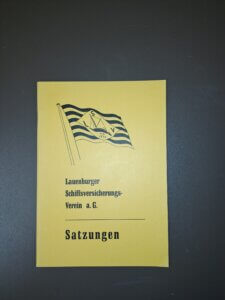 Lauenburger
Schiffsversicherungs-
Verein a. G.
Satzungen